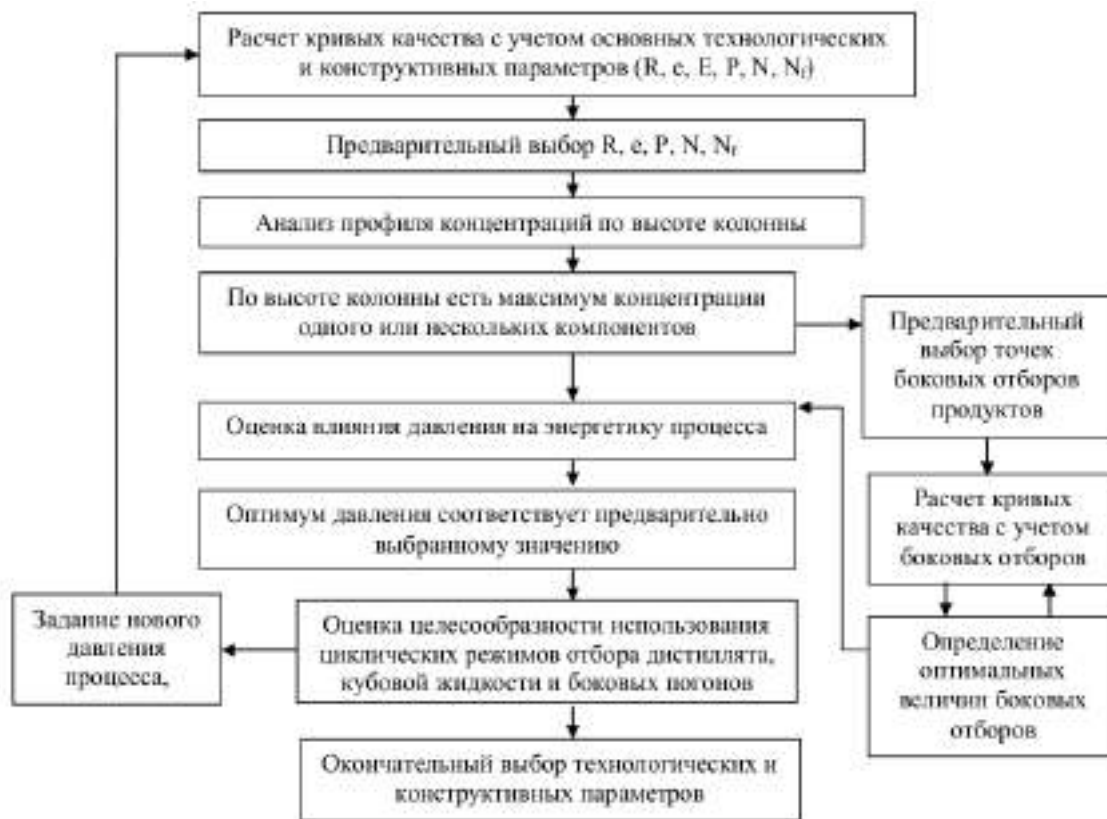 Расчет кривых качества с учетом основных технологических
и конструктивных параметров (R, e, E, P, N, Nf)
Предварительный выбор R, e, P, N, Nf
Анализ профиля концентраций по высоте колонны
По высоте колонны есть максимум концентрации
одного или нескольких компонентов
Предварительный
выбор точек
боковых отборов
продуктов
Оценка влияния давления на энергетику процесса
Расчет кривых
качества с учетом
боковых отборов
Оптимум давления соответствует предварительно
выбранному значению
Задание нового
давления
процесса,
Оценка целесообразности использования
циклических режимов отбора дистиллята,
кубовой жидкости и боковых погонов
Определение
оптимальных
величин боковых
отборов
Окончательный выбор технологических и
конструктивных параметров